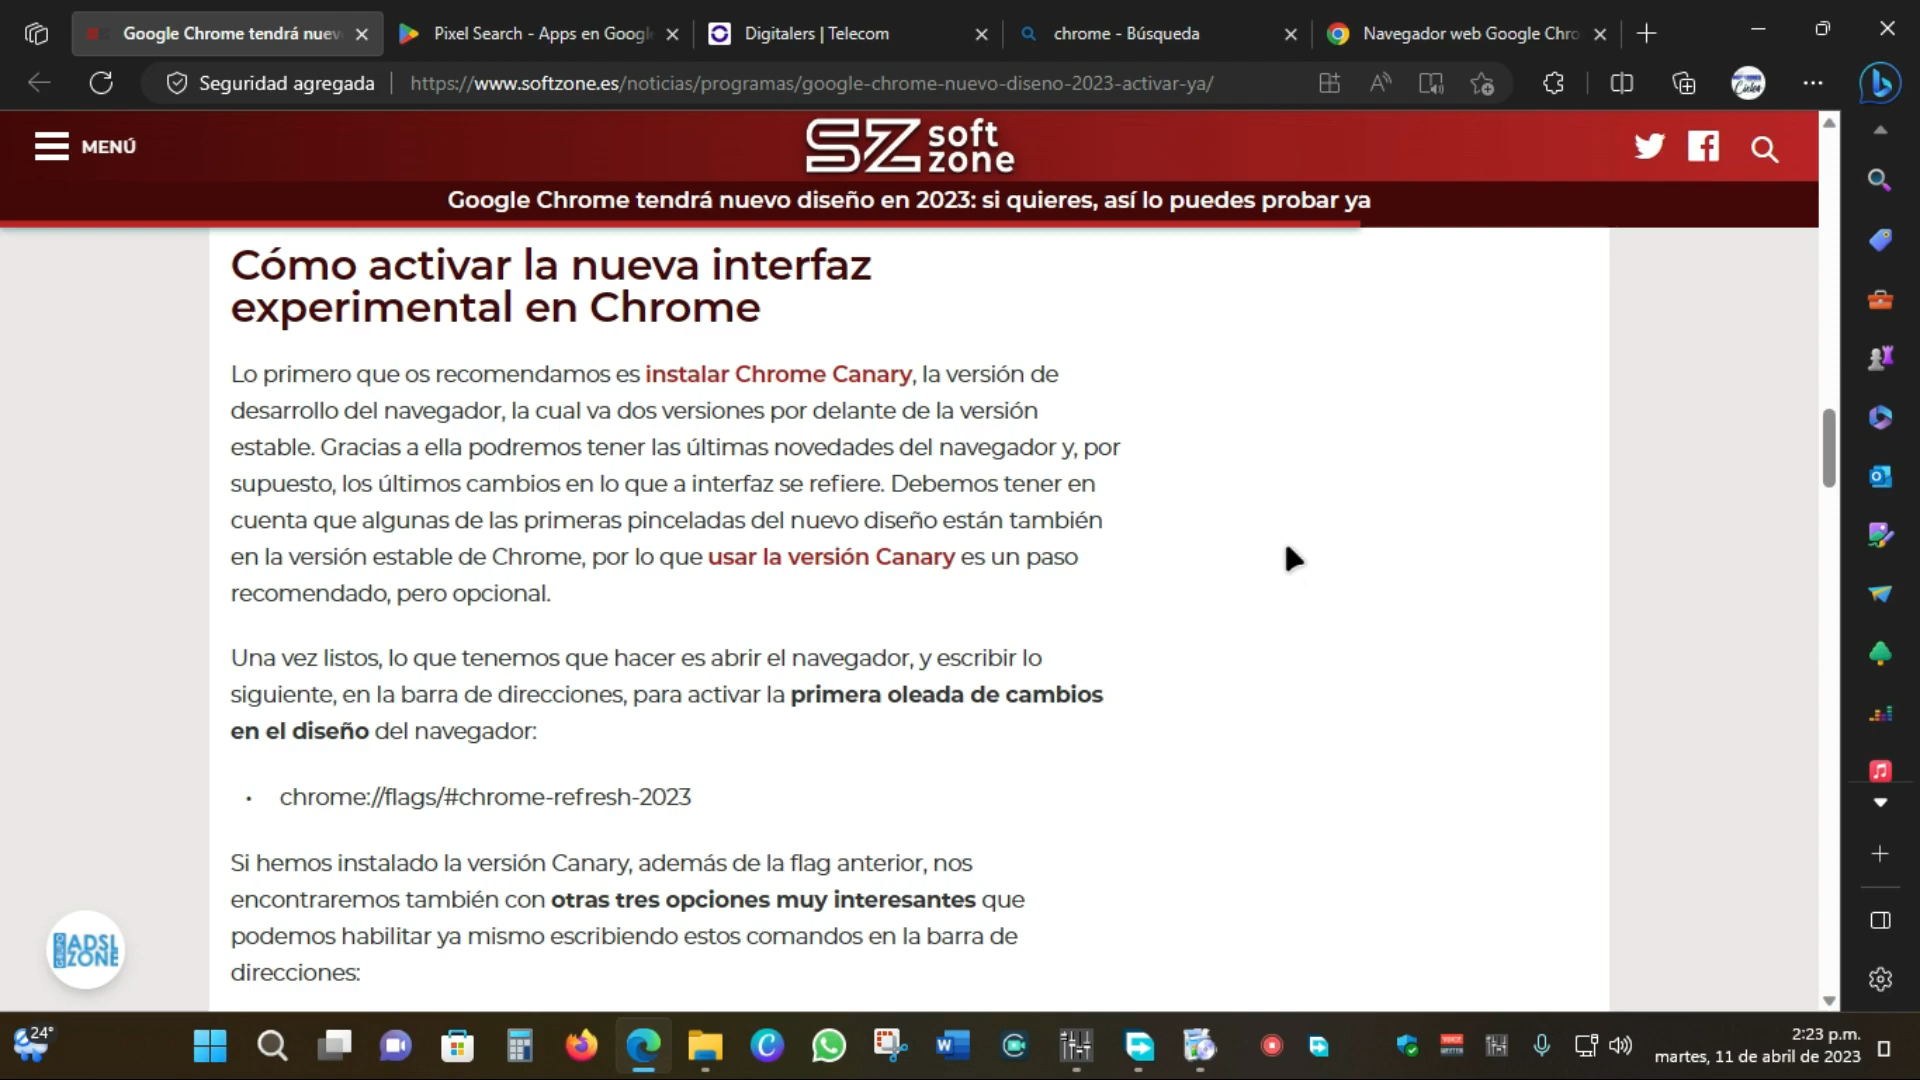 Google Chrome tendrá nuev
Pixel Search - Apps en Googl
Digitalers | Telecom
chrome - Búsqueda
Navegador web Google Chro
Seguridad agregada
https://www.softzone.es/noticias/programas/google-chrome-nuevo-diseno-2023-activar-ya/
MENÚ
SZ soft zone
Google Chrome tendrá nuevo diseño en 2023: si quieres, así lo puedes probar ya
Cómo activar la nueva interfaz
experimental en Chrome
Lo primero que os recomendamos es instalar Chrome Canary, la versión de
desarrollo del navegador, la cual va dos versiones por delante de la versión
estable. Gracias a ella podremos tener las últimas novedades del navegador y, por
supuesto, los últimos cambios en lo que a interfaz se refiere. Debemos tener en
cuenta que algunas de las primeras pinceladas del nuevo diseño están también
en la versión estable de Chrome, por lo que usar la versión Canary es un paso
recomendado, pero opcional.
Una vez listos, lo que tenemos que hacer es abrir el navegador, y escribir lo
siguiente, en la barra de direcciones, para activar la primera oleada de cambios
en el diseño del navegador:
• chrome://flags/#chrome-refresh-2023
Si hemos instalado la versión Canary, además de la flag anterior, nos
encontraremos también con otras tres opciones muy interesantes que
podemos habilitar ya mismo escribiendo estos comandos en la barra de
direcciones:
GRUPO ADSL ZONE
24°
2:23 p.m.
martes, 11 de abril de 2023